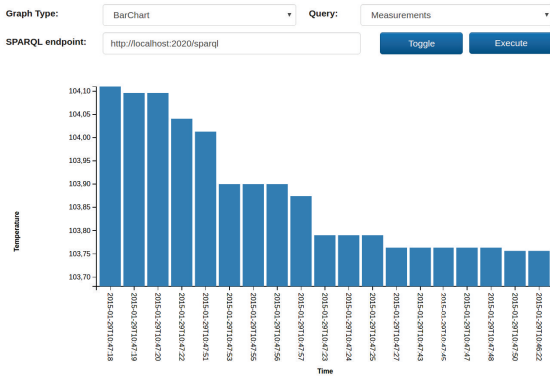 Graph Type: BarChart Query: Measurements
SPARQL endpoint: http://localhost:2020/sparql Toggle Execute
104,10
104,05
104,00
103,95
103,90
103,85
103,80
103,75
103,70
Temperature
2015-01-29T10:47:18
2015-01-29T10:47:19
2015-01-29T10:47:20
2015-01-29T10:47:22
2015-01-29T10:47:51
2015-01-29T10:47:53
2015-01-29T10:47:55
2015-01-29T10:47:56
2015-01-29T10:47:57
2015-01-29T10:47:23
2015-01-29T10:47:24
2015-01-29T10:47:25
2015-01-29T10:47:27
2015-01-29T10:47:43
2015-01-29T10:47:45
2015-01-29T10:47:47
2015-01-29T10:47:48
2015-01-29T10:47:50
2015-01-29T10:46:22
Time